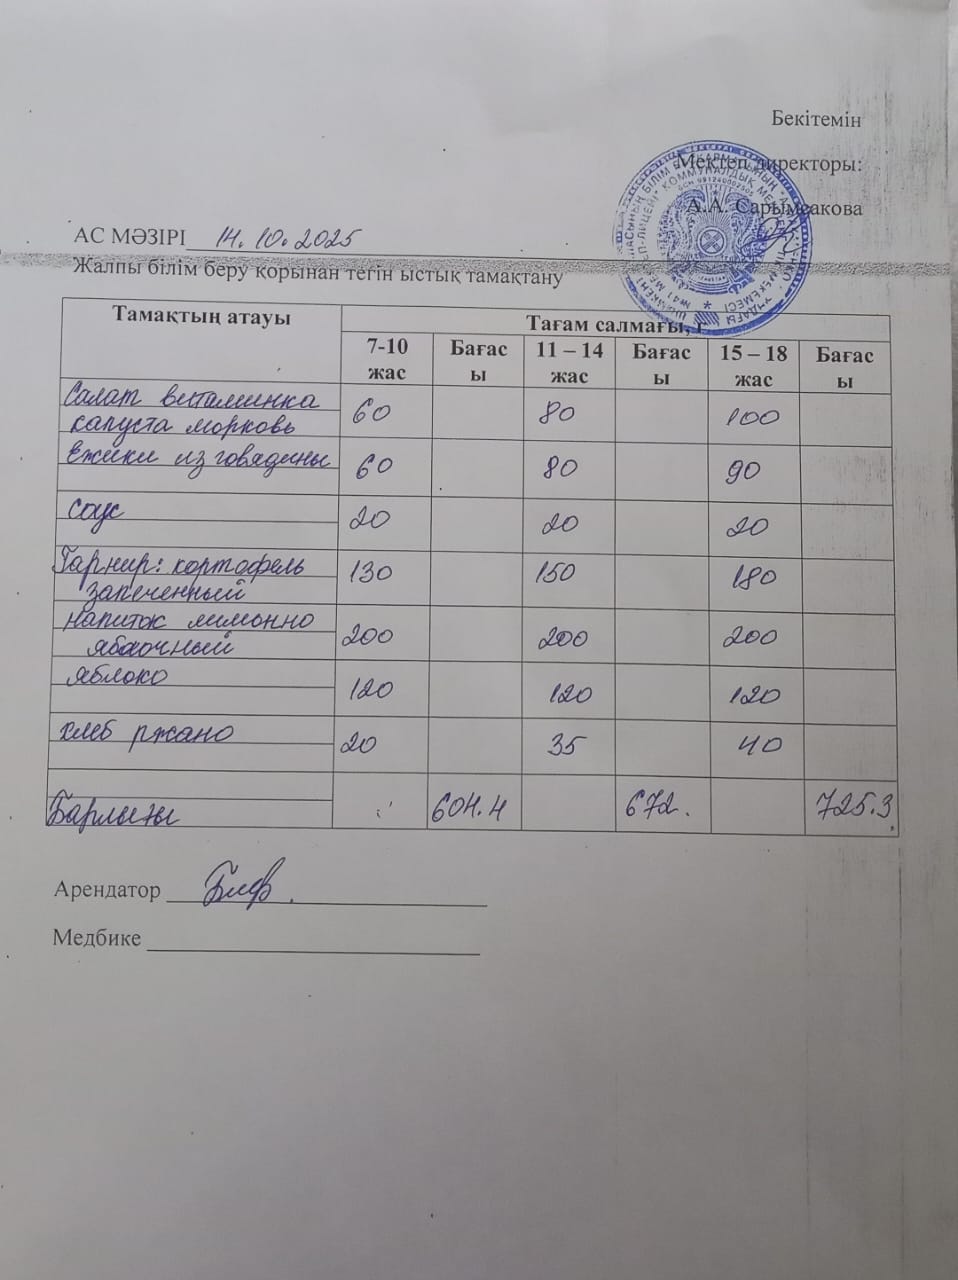 Бекітемін
Мектеп директоры:
А.А. Сарымсакова
АС МӘЗІРІ 14.10.2025
Жалпы білім беру қорынан тегін ыстық тамақтану
Тамақтың атауы
Тағам салмағы, г
7-10 жас
Бағасы
11 – 14 жас
Бағасы
15 – 18 жас
Бағасы
Салат витаминка
капуста морковь
60 80 100
Ежики из говядины
60 80 90
соус
20 20 20
Гарнир: картофель
запеченный
130 150 180
напиток лимонно
яблочный
200 200 200
яблоко
120 120 120
хлеб ржано
20 35 40
Барлығы
604.4 672. 725.3
Арендатор
Медбике